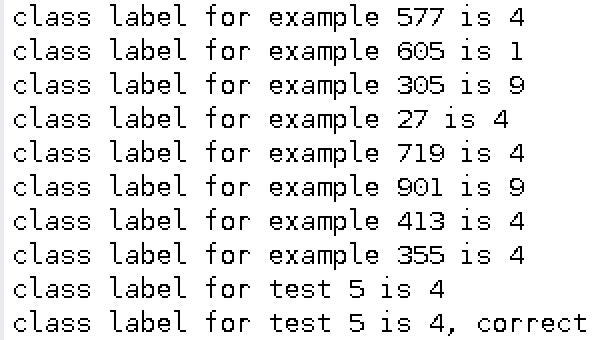 class label for example 577 is 4
class label for example 605 is 1
class label for example 305 is 9
class label for example 27 is 4
class label for example 719 is 4
class label for example 901 is 9
class label for example 413 is 4
class label for example 355 is 4
class label for test 5 is 4
class label for test 5 is 4, correct